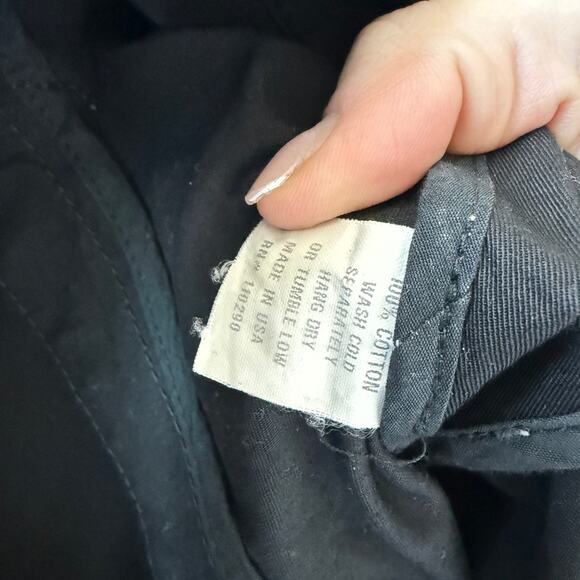 100% COTTON
WASH COLD
SEPARATELY
HANG DRY
OR TUMBLE LOW
MADE IN USA
RN# 110290